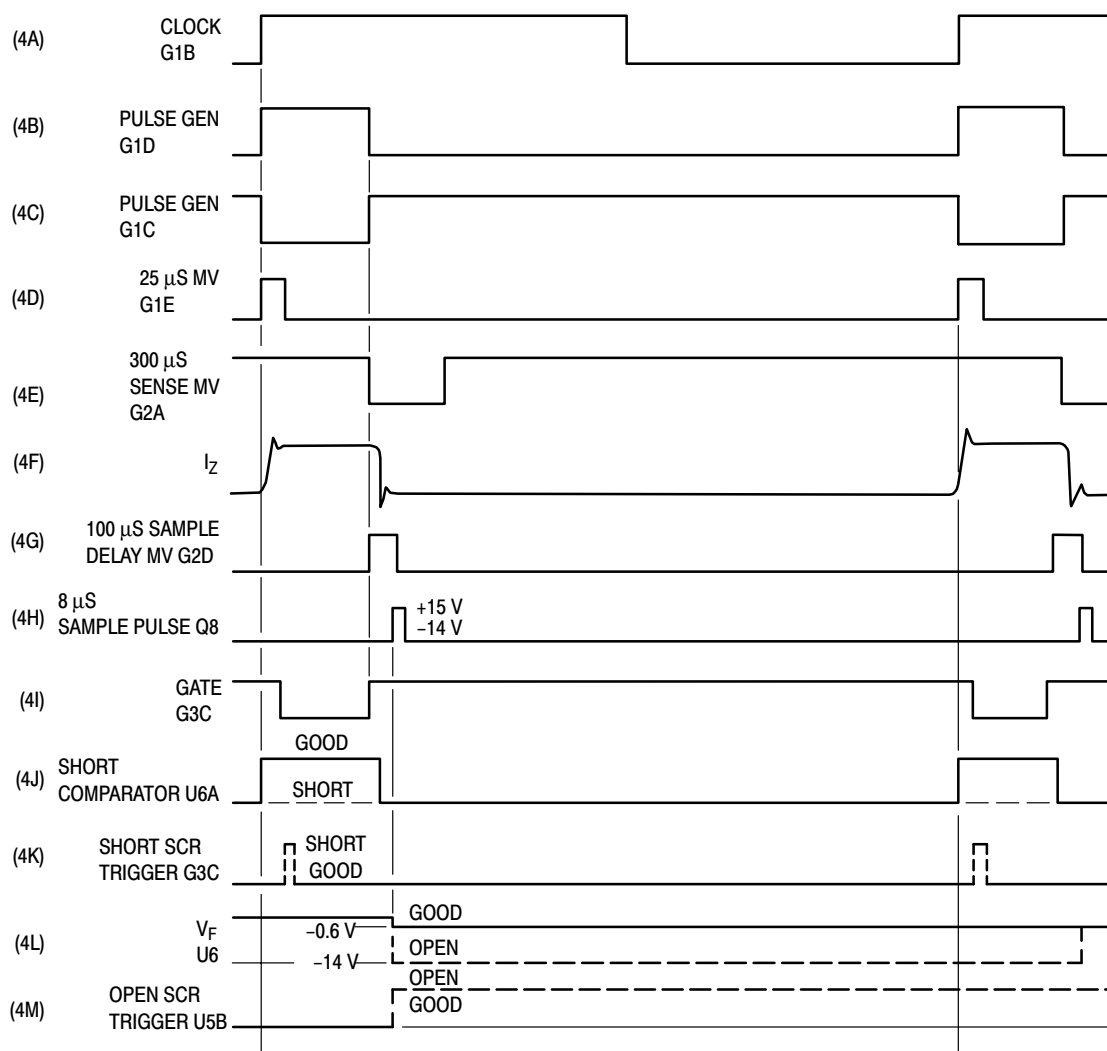 (4A) CLOCK
G1B
(4B) PULSE GEN
G1D
(4C) PULSE GEN
G1C
(4D) 25 μS MV
G1E
(4E) 300 μS
SENSE MV
G2A
(4F) IZ
(4G) 100 μS SAMPLE
DELAY MV G2D
(4H) 8 μS
SAMPLE PULSE Q8
+15 V
–14 V
(4I) GATE
G3C
GOOD
(4J) SHORT
COMPARATOR U6A
SHORT
(4K) SHORT SCR
TRIGGER G3C
SHORT
GOOD
(4L) VF
U6
–0.6 V
–14 V
GOOD
OPEN
(4M) OPEN SCR
TRIGGER U5B
OPEN
GOOD